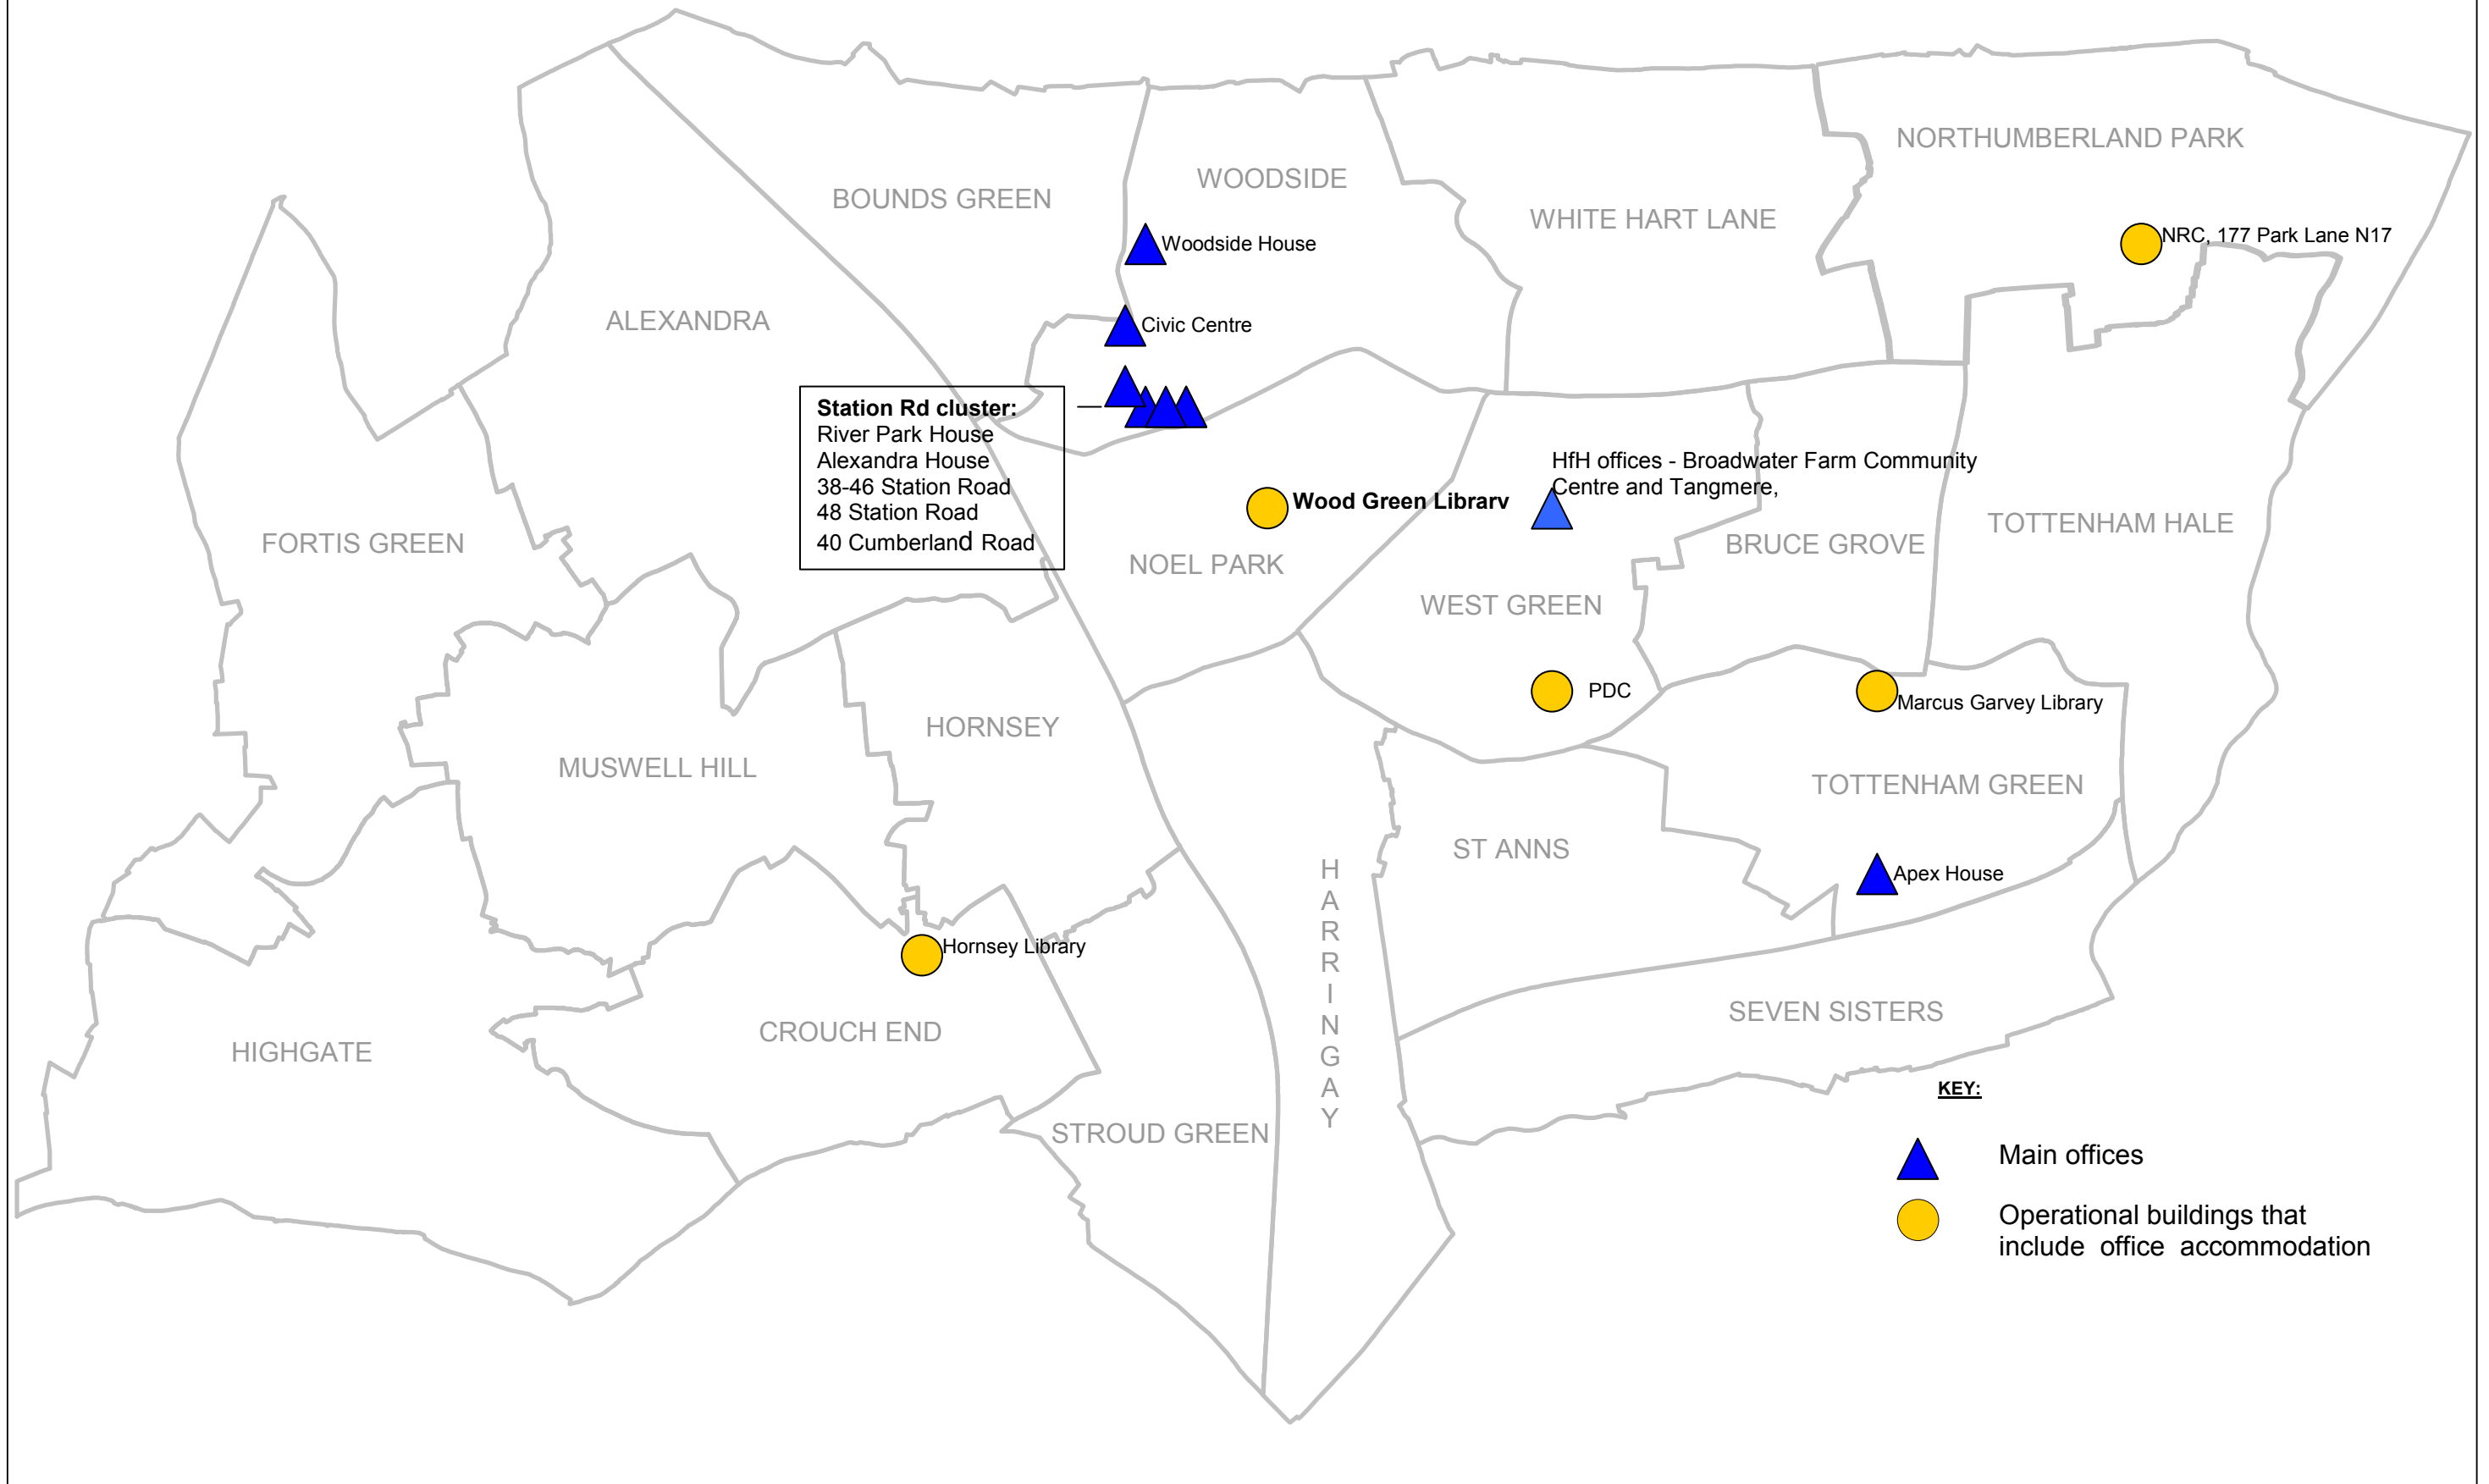 NORTHUMBERLAND PARK
WOODSIDE
BOUNDS GREEN
WHITE HART LANE
NRC, 177 Park Lane N17
Woodside House
ALEXANDRA
Civic Centre
Station Rd cluster:
River Park House
Alexandra House
38-46 Station Road
48 Station Road
40 Cumberland Road
HfH offices - Broadwater Farm Community
Centre and Tangmere,
Wood Green Library
TOTTENHAM HALE
FORTIS GREEN
BRUCE GROVE
NOEL PARK
WEST GREEN
PDC
Marcus Garvey Library
HORNSEY
MUSWELL HILL
TOTTENHAM GREEN
ST ANNS
H
A
R
R
I
N
G
A
Y
Apex House
Hornsey Library
SEVEN SISTERS
CROUCH END
HIGHGATE
STROUD GREEN
KEY:
Main offices
Operational buildings that
include office accommodation